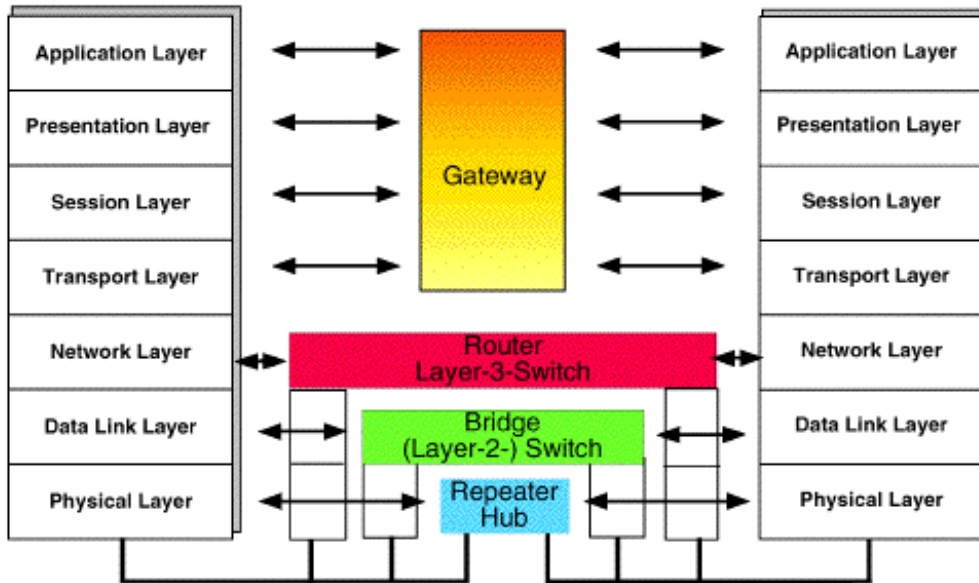 Application Layer
Presentation Layer
Session Layer
Transport Layer
Network Layer
Data Link Layer
Physical Layer
Gateway
Router
Layer-3-Switch
Bridge
(Layer-2-) Switch
Repeater
Hub
Application Layer
Presentation Layer
Session Layer
Transport Layer
Network Layer
Data Link Layer
Physical Layer